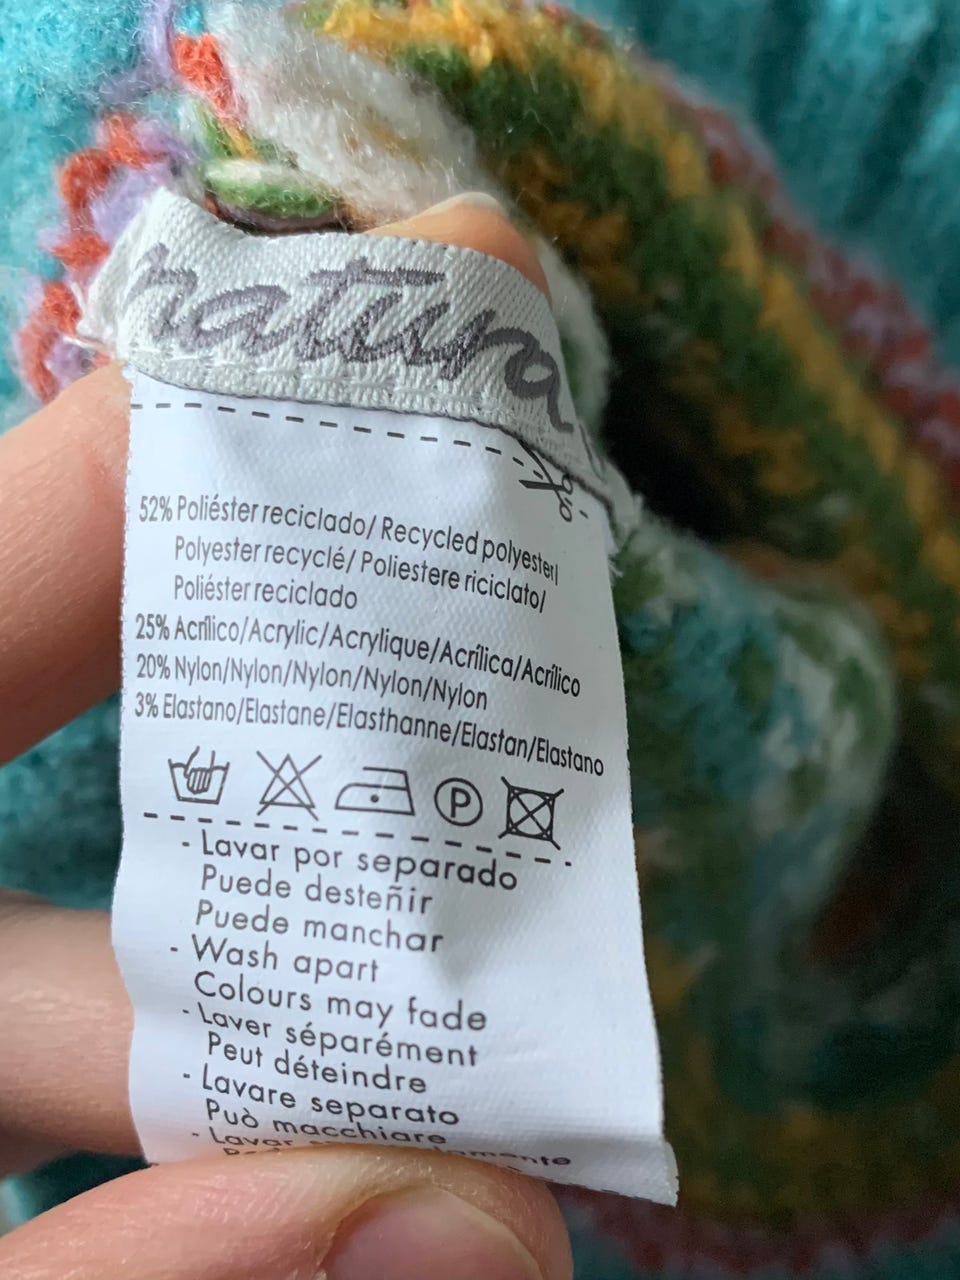 natura
52% Poliéster reciclado/ Recycled polyester/
Polyester recyclé/ Poliestere riciclato/
Poliéster reciclado
25% Acrílico/Acrylic/Acrylique/Acrílica/Acrílico
20% Nylon/Nylon/Nylon/Nylon/Nylon
3% Elastano/Elastane/Elasthanne/Elastan/Elastano
P
- Lavar por separado
Puede desteñir
Puede manchar
- Wash apart
Colours may fade
- Laver séparément
Peut déteindre
- Lavare separato
Può macchiare
- Lavar